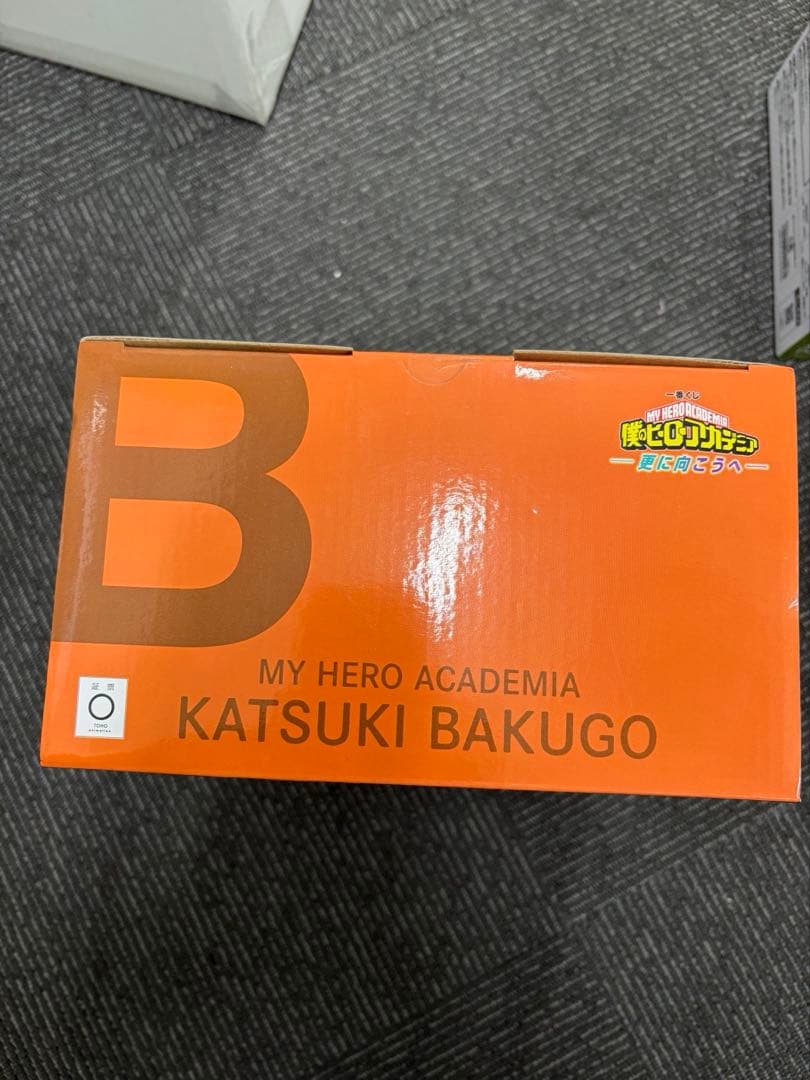 B
一番くじ
MY HERO ACADEMIA
僕のヒーローアカデミア
更に向こうへ
MY HERO ACADEMIA
KATSUKI BAKUGO
証票
TOHO
animation